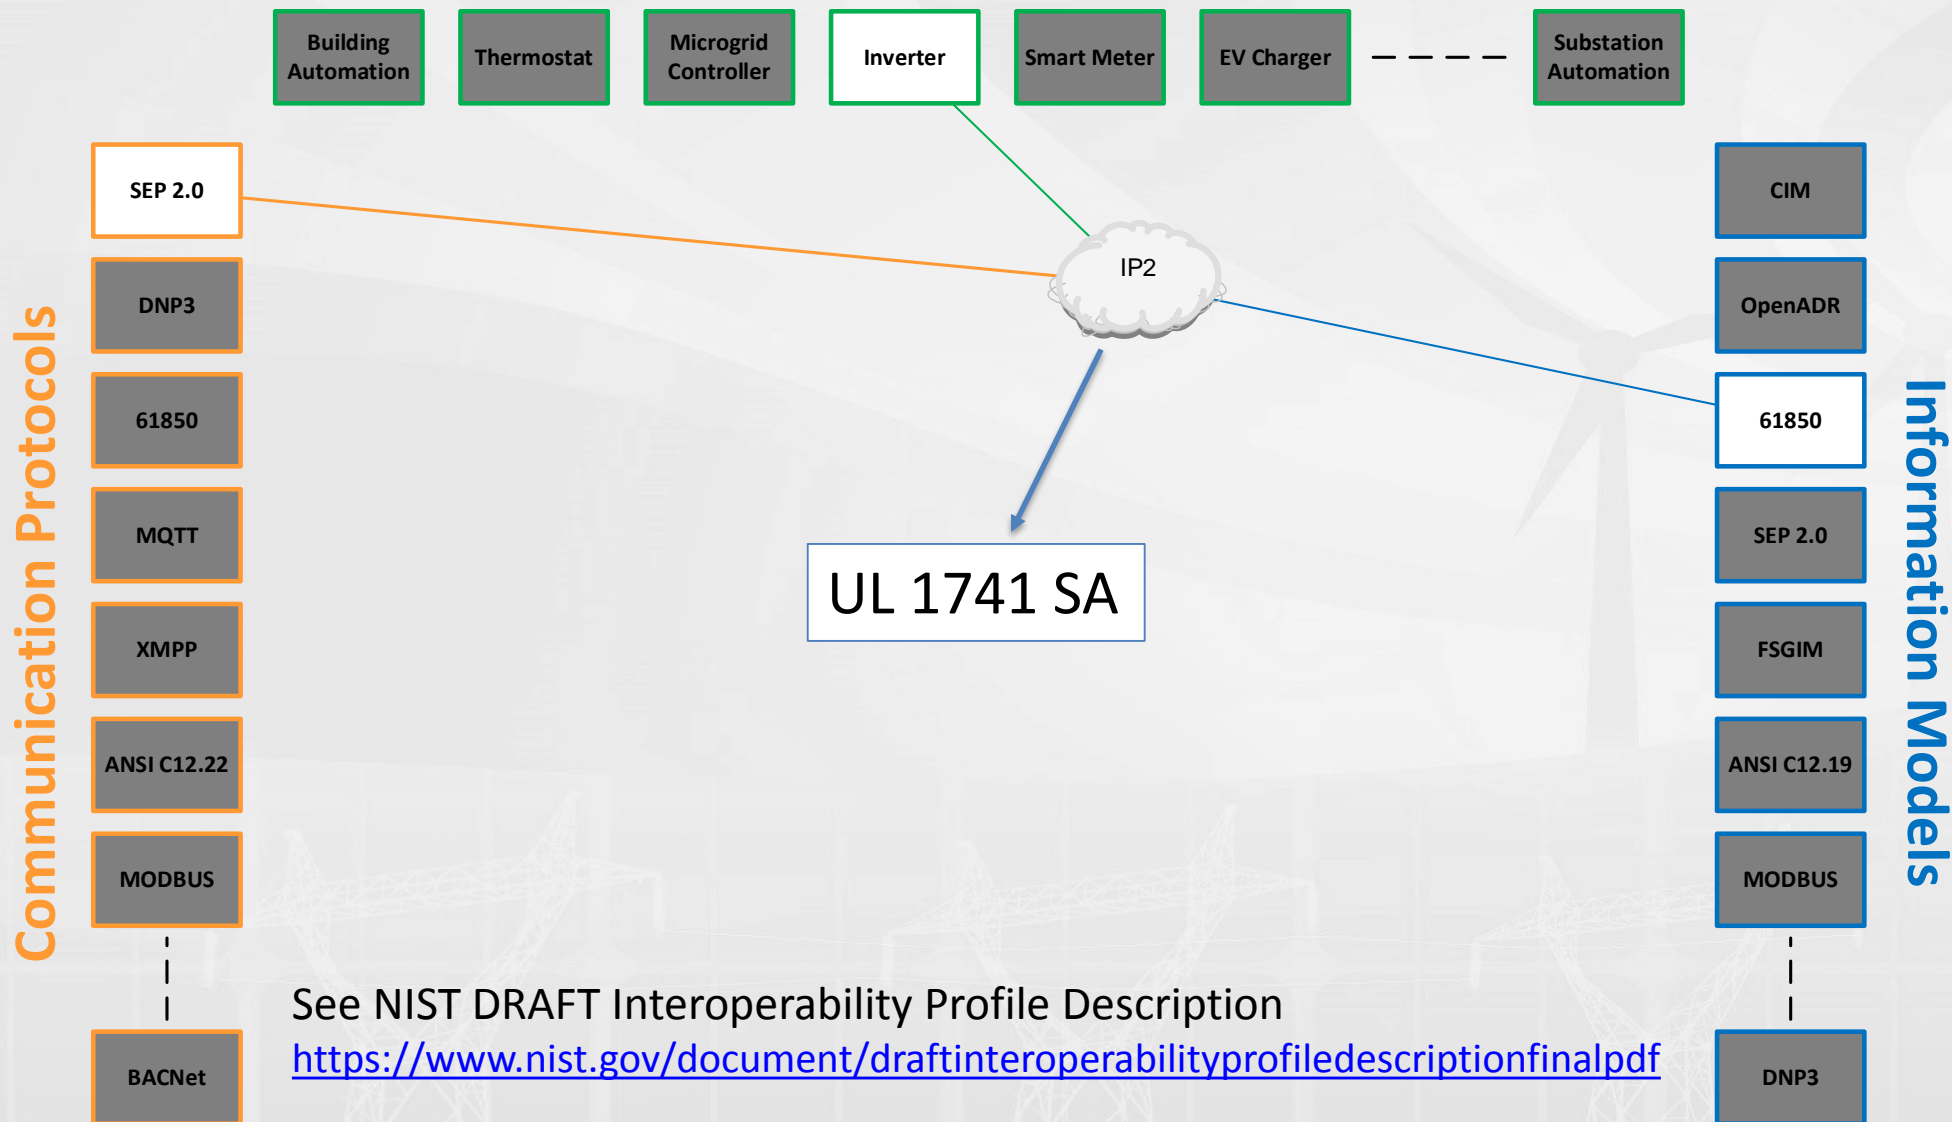 Building
Automation
Thermostat
Microgrid
Controller
Inverter
Smart Meter
EV Charger
Substation
Automation
Communication Protocols
SEP 2.0
DNP3
61850
MQTT
XMPP
ANSI C12.22
MODBUS
BACNet
IP2
UL 1741 SA
CIM
OpenADR
61850
SEP 2.0
FSGIM
ANSI C12.19
MODBUS
DNP3
Information Models
See NIST DRAFT Interoperability Profile Description
https://www.nist.gov/document/draftinteroperabilityprofiledescriptionfinalpdf